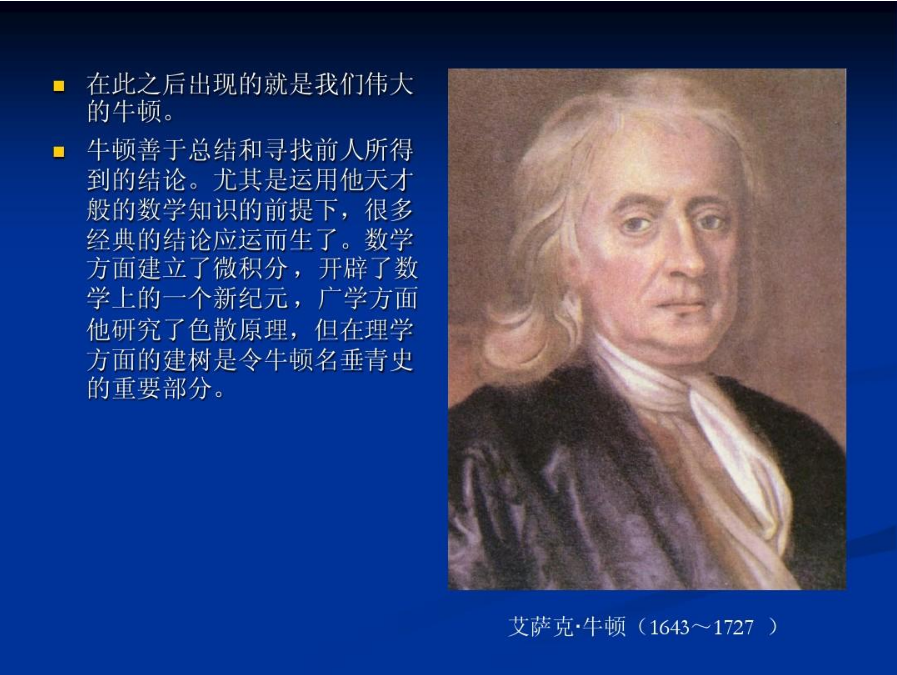 在此之后出现的就是我们伟大
的牛顿。
牛顿善于总结和寻找前人所得
到的结论。尤其是运用他天才
般的数学知识的前提下，很多
经典的结论应运而生了。数学
方面建立了微积分，开辟了数
学上的一个新纪元，广学方面
他研究了色散原理，但在理学
方面的建树是令牛顿名垂青史
的重要部分。
艾萨克·牛顿（1643～1727 ）